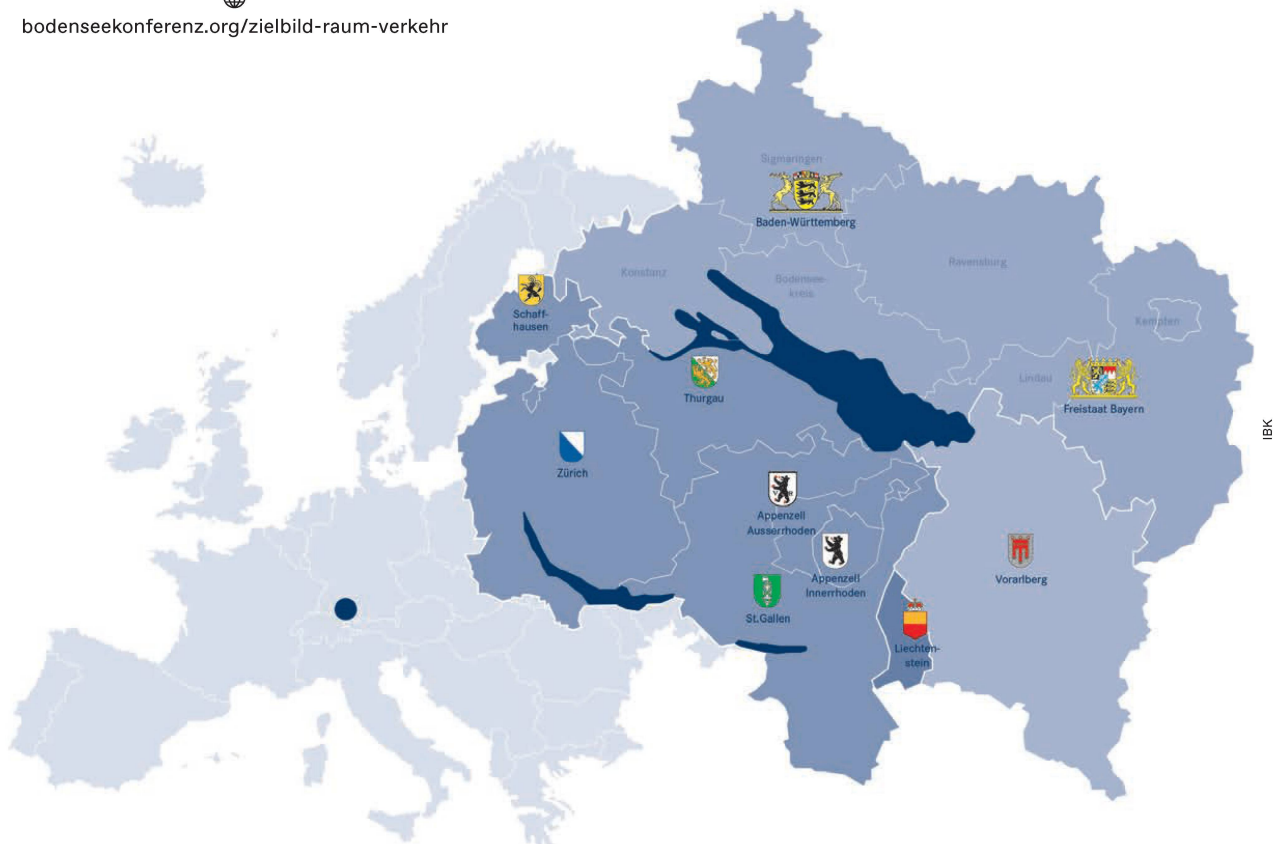 bodenseekonferenz.org/zielbild-raum-verkehr
Sigmaringen
Baden-Württemberg
Konstanz
Bodensee-
kreis
Ravensburg
Schaff-
hausen
Kempten
Lindau
Thurgau
Freistaat Bayern
IBK
Zürich
Appenzell
Ausserrhoden
Appenzell
Innerrhoden
Vorarlberg
St.Gallen
Liechten-
stein